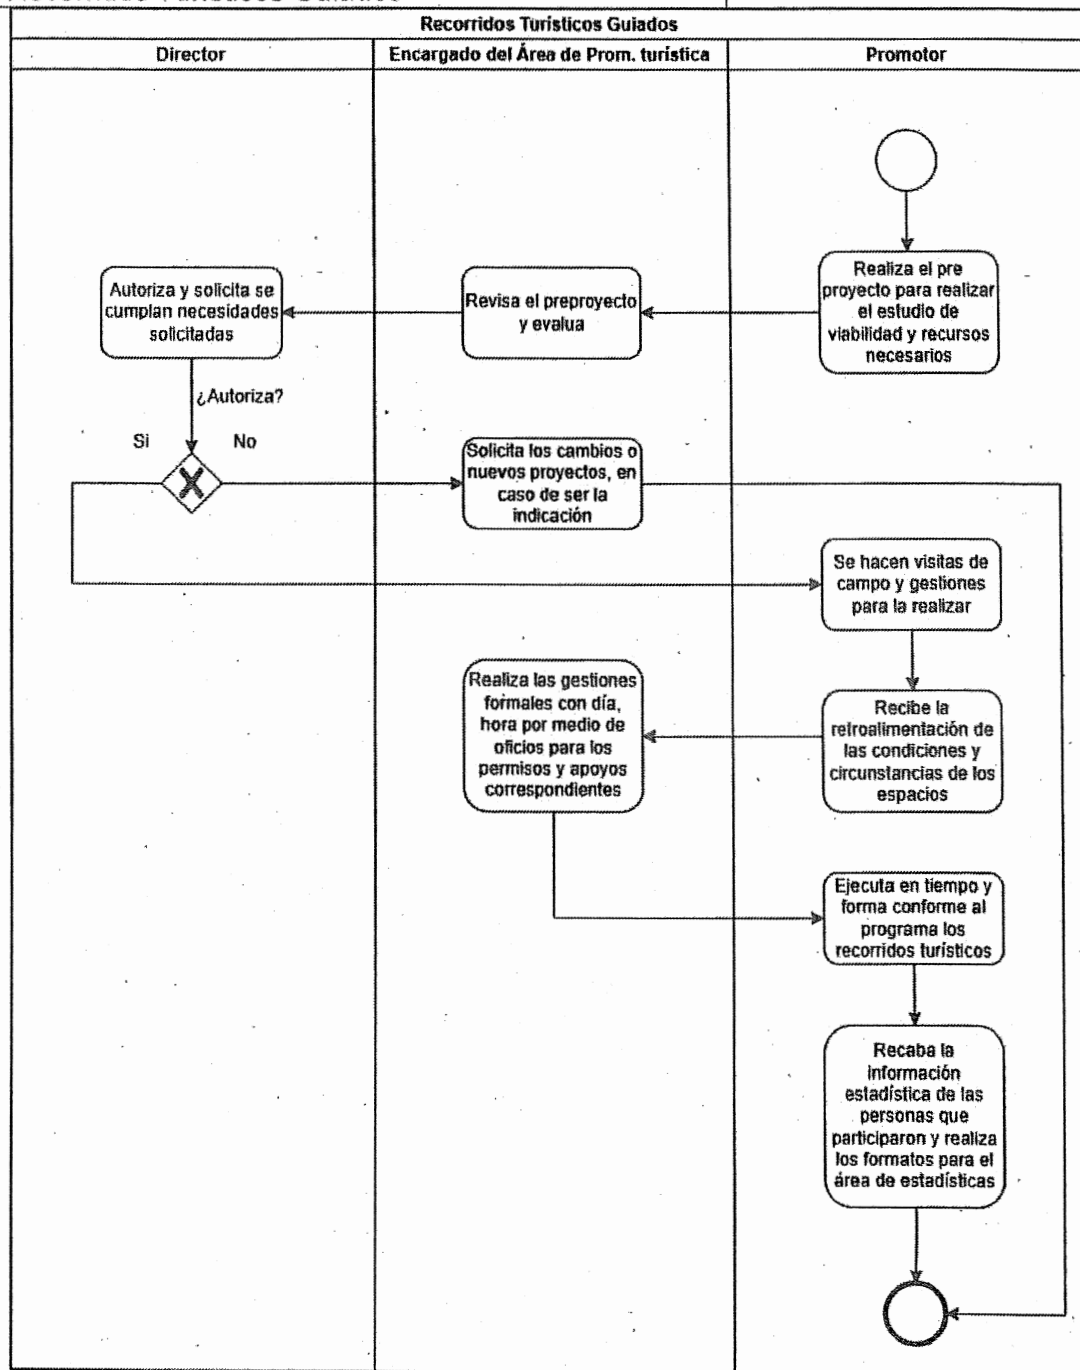 Recorridos Turísticos Guiados
Recorridos Turísticos Guiados
Director
Encargado del Área de Prom. turística
Promotor
Realiza el pre
proyecto para realizar
el estudio de
viabilidad y recursos
necesarios
Revisa el preproyecto
y evalua
Autoriza y solicita se
cumplan necesidades
solicitadas
¿Autoriza?
Si
No
Solicita los cambios o
nuevos proyectos, en
caso de ser la
indicación
Se hacen visitas de
campo y gestiones
para la realizar
Recibe la
retroalimentación de
las condiciones y
circunstancias de los
espacios
Realiza las gestiones
formales con día,
hora por medio de
oficios para los
permisos y apoyos
correspondientes
Ejecuta en tiempo y
forma conforme al
programa los
recorridos turísticos
Recaba la
información
estadística de las
personas que
participaron y realiza
los formatos para el
área de estadísticas